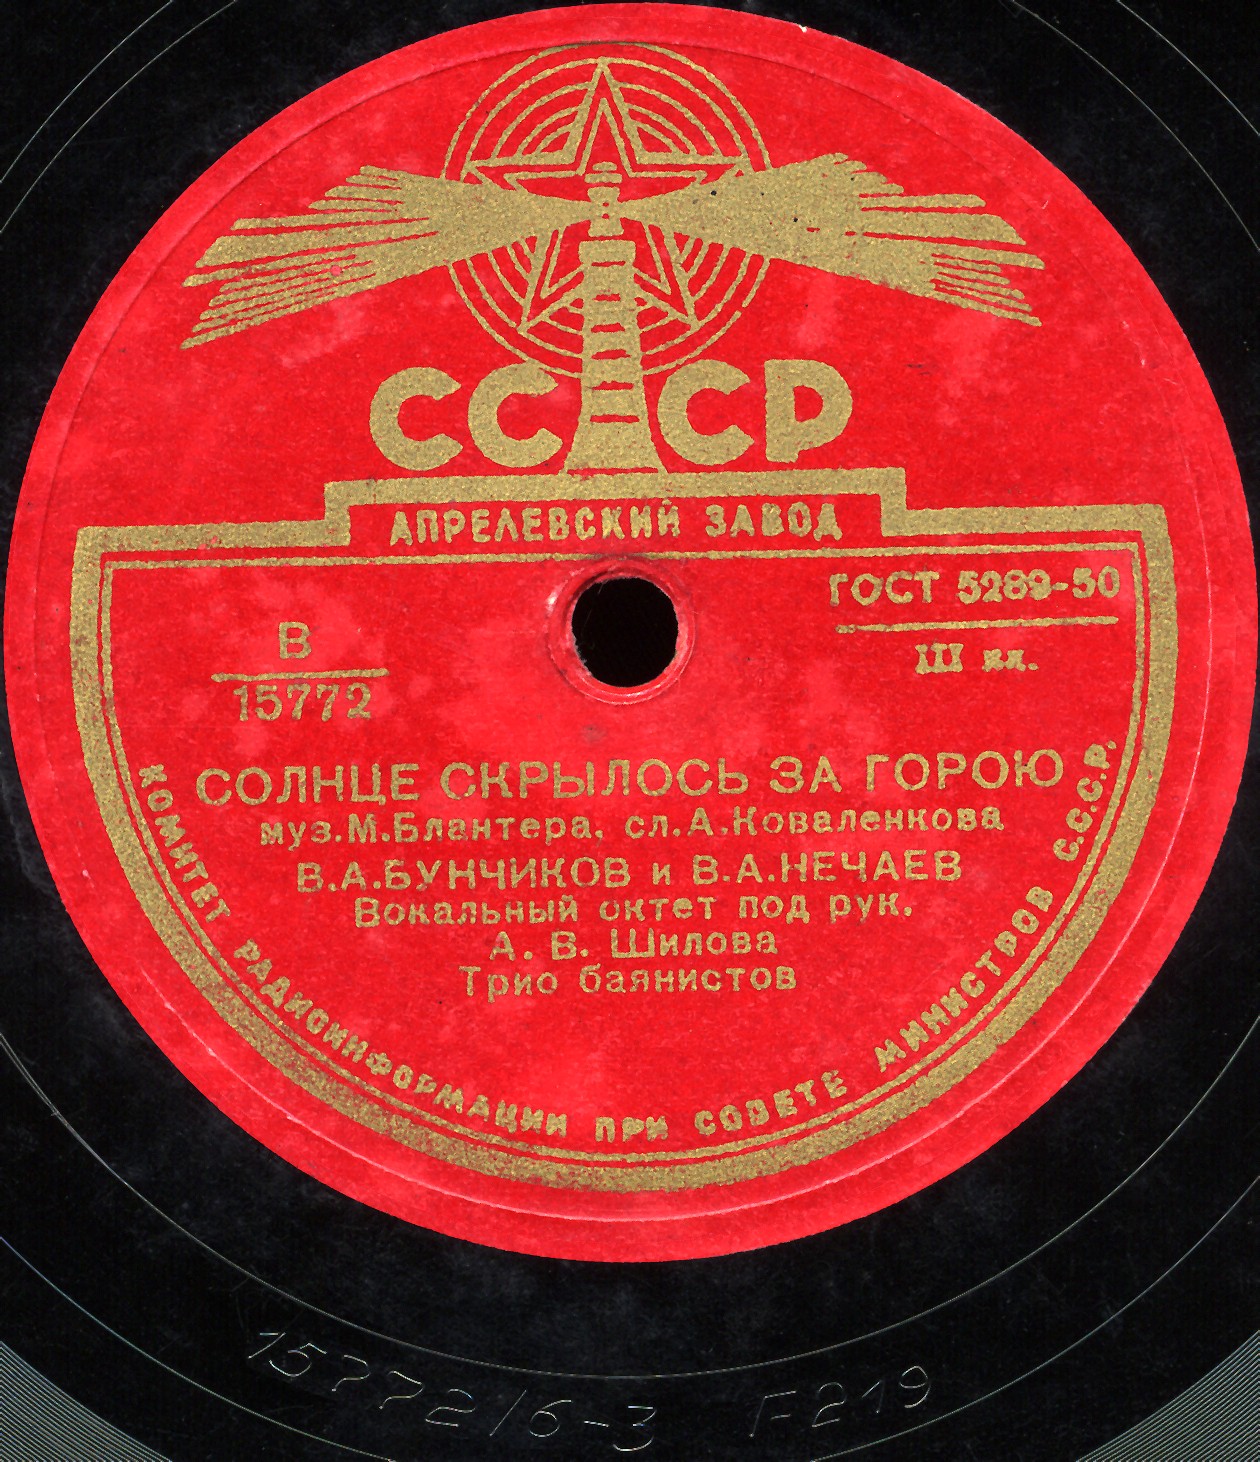 СССР
АПРЕЛЕВСКИЙ ЗАВОД
ГОСТ 5289-50
III кл.
В
15772
СОЛНЦЕ СКРЫЛОСЬ ЗА ГОРОЮ
муз.М.Блантера, сл.А.Коваленкова
В.А.БУНЧИКОВ и В.А.НЕЧАЕВ
Вокальный октет под рук.
А. В. Шилова
Трио баянистов
КОМИТЕТ РАДИОИНФОРМАЦИИ ПРИ СОВЕТЕ МИНИСТРОВ С.С.С.Р.
15772/6-3 F219